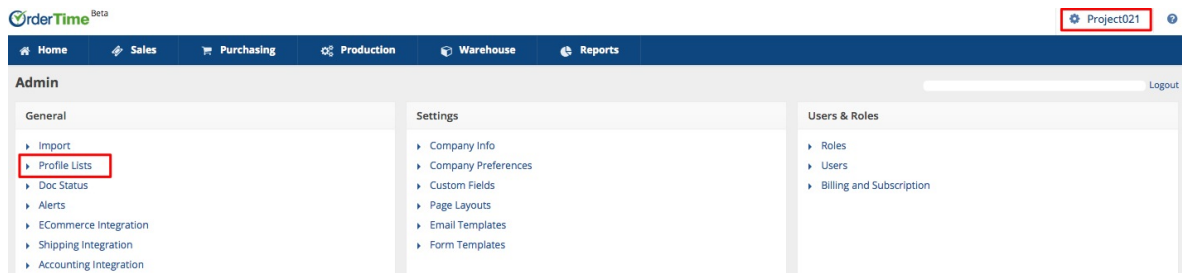 OrderTime Beta
Project021
Home Sales Purchasing Production Warehouse Reports
Admin
Logout
General
Import
Profile Lists
Doc Status
Alerts
ECommerce Integration
Shipping Integration
Accounting Integration
Settings
Company Info
Company Preferences
Custom Fields
Page Layouts
Email Templates
Form Templates
Users & Roles
Roles
Users
Billing and Subscription